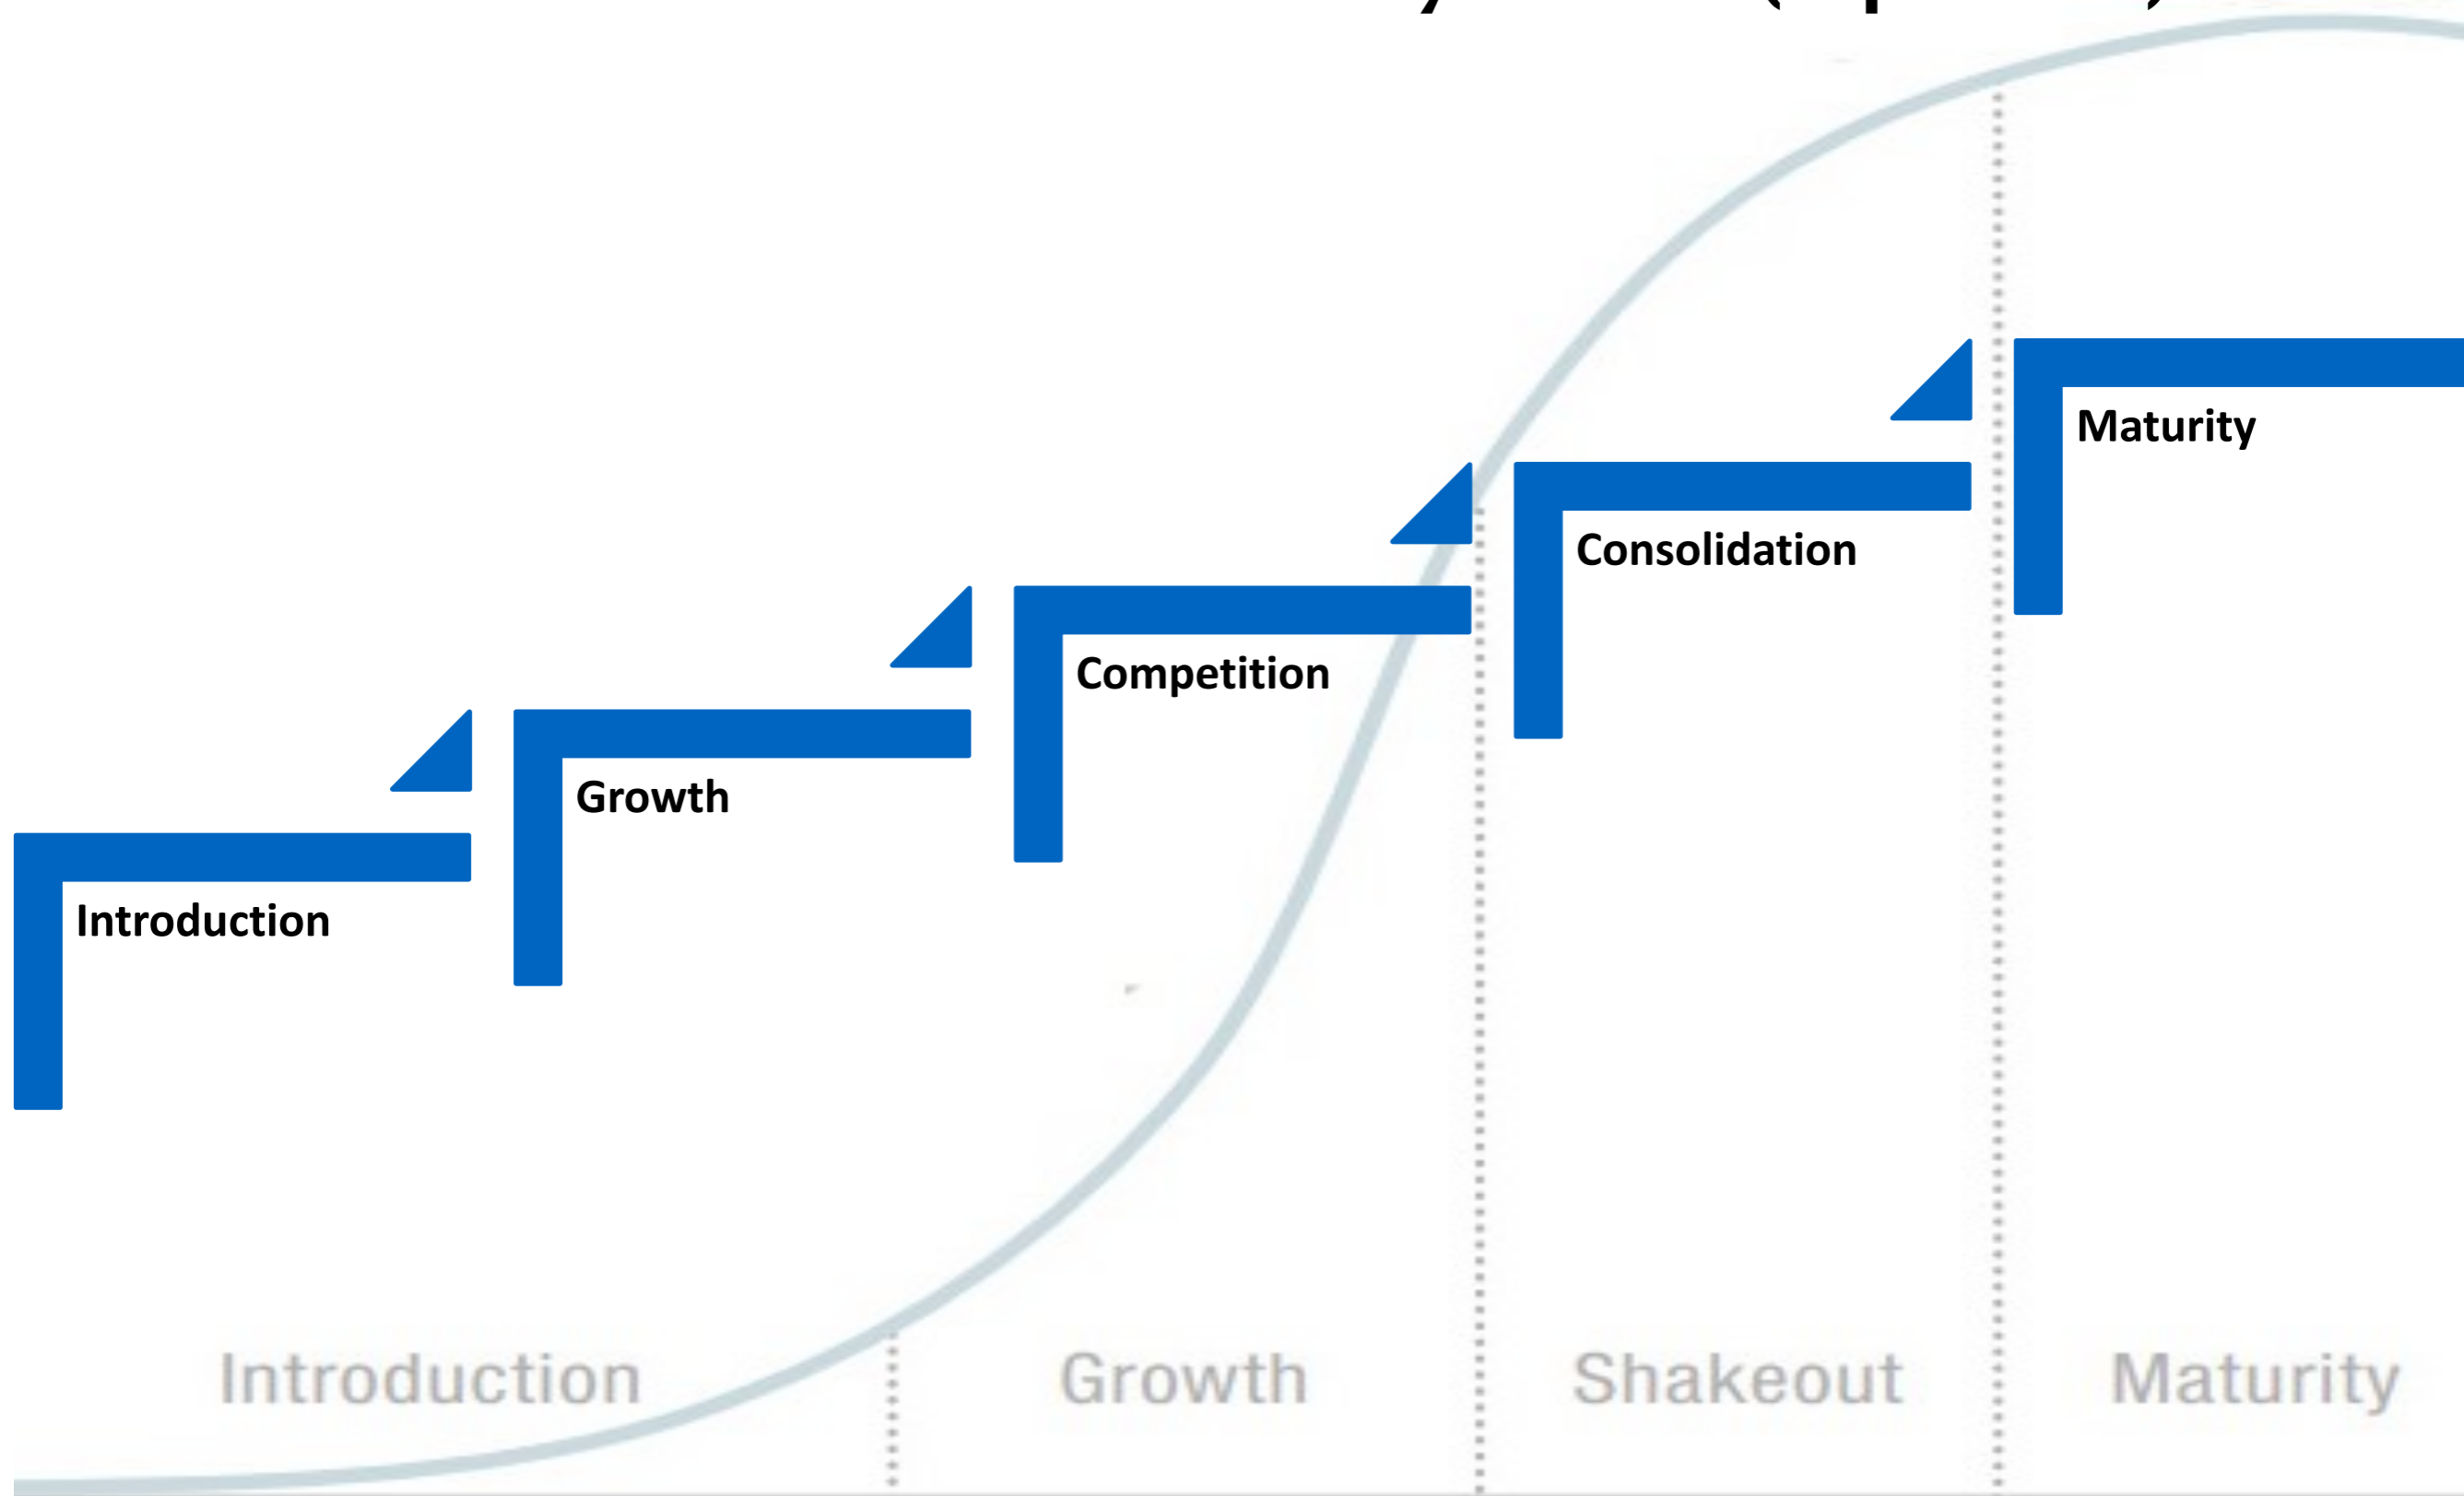 Maturity
Consolidation
Competition
Growth
Introduction
Introduction Growth Shakeout Maturity